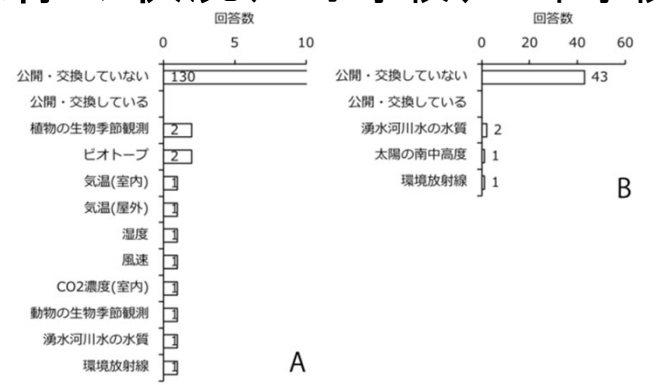 回答数
0 5 10
公開・交換していない 130
公開・交換している
植物の生物季節観測 2
ビオトープ 2
気温(室内) 1
気温(屋外) 1
湿度 1
風速 1
CO2濃度(室内) 1
動物の生物季節観測 1
湧水河川水の水質 1
環境放射線 1
A
回答数
0 20 40 60
公開・交換していない 43
公開・交換している
湧水河川水の水質 2
太陽の南中高度 1
環境放射線 1
B